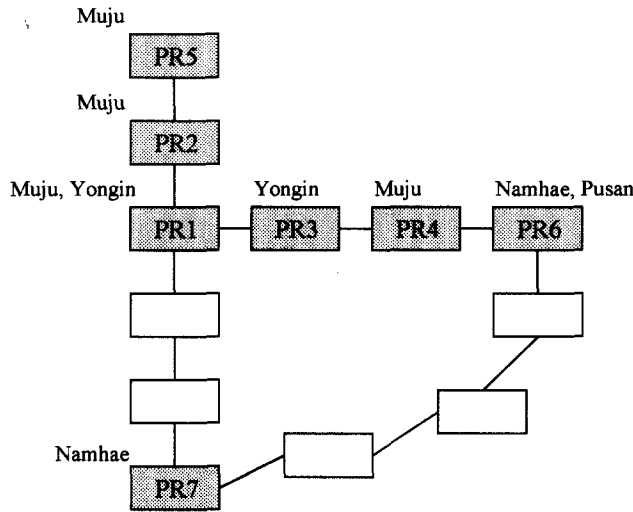 Muju
PR5
Muju
PR2
Muju, Yongin
Yongin
Muju
Namhae, Pusan
PR1
PR3
PR4
PR6
Namhae
PR7